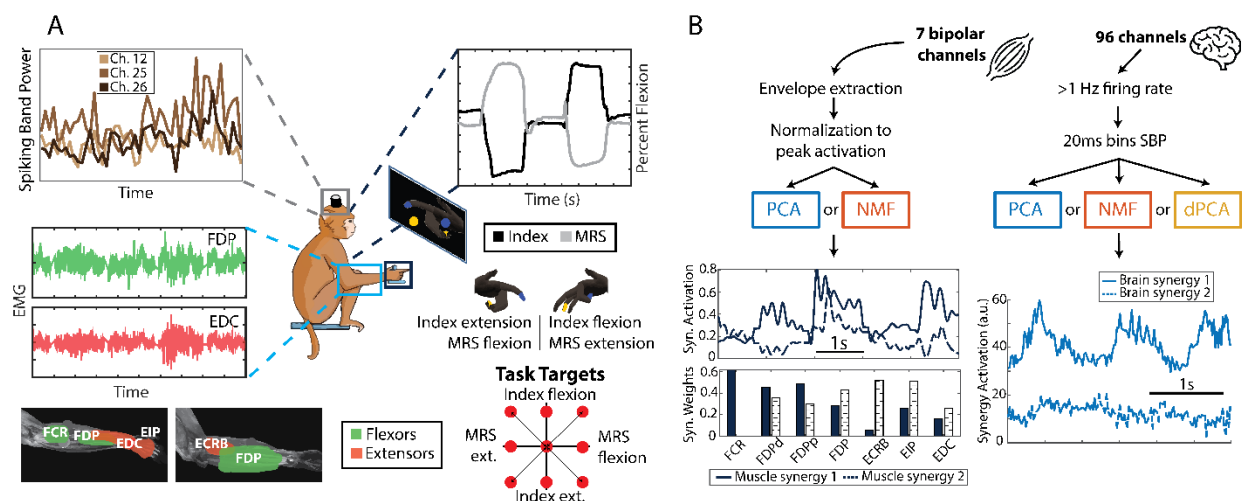 A
Spiking Band Power
Ch. 12
Ch. 25
Ch. 26
Time
Percent Flexion
Time (s)
Index
MRS
EMG
FDP
EDC
Time
Index extension
MRS flexion
Index flexion
MRS extension
FCR
FDP
EDC
EIP
ECRB
FDP
Flexors
Extensors
Task Targets
Index flexion
MRS
ext.
MRS
flexion
Index ext.
B
7 bipolar
channels
Envelope extraction
Normalization to
peak activation
PCA
or
NMF
96 channels
>1 Hz firing rate
20ms bins SBP
PCA
or
NMF
or
dPCA
Syn. Activation
0.8
0.6
0.4
0.2
0
1s
Syn. Weights
0.6
0.4
0.2
0
FCR
FDPd
FDPp
FDP
ECRB
EIP
EDC
Muscle synergy 1
Muscle synergy 2
Synergy Activation (a.u.)
60
40
20
0
Brain synergy 1
Brain synergy 2
1s